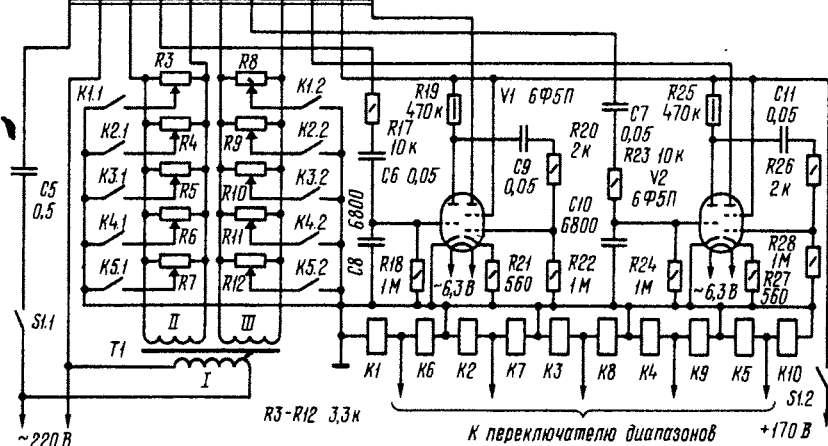 R3
R8
K1.1
K1.2
R19
470к
V1 6Ф5П
R25
470к
C11
0,05
R17
10к
C7
0,05
R20
2к
K2.1
K2.2
R4
R9
C6 0,05
C9
0,05
R23 10к
V2
6Ф5П
R26
2к
C5
0,5
K3.1
K3.2
R5
R10
C8 6800
C10
6800
K4.1
K4.2
R6
R11
K5.1
K5.2
R7
R12
R18
1М
~6,3В
R21
560
R22
1М
R24
1М
~6,3В
R28
1М
R27
560
S1.1
II
III
T1
I
K1
K6
K2
K7
K3
K8
K4
K9
K5
K10
S1.2
R3-R12 3,3к
~220В
К переключателю диапазонов
+170В